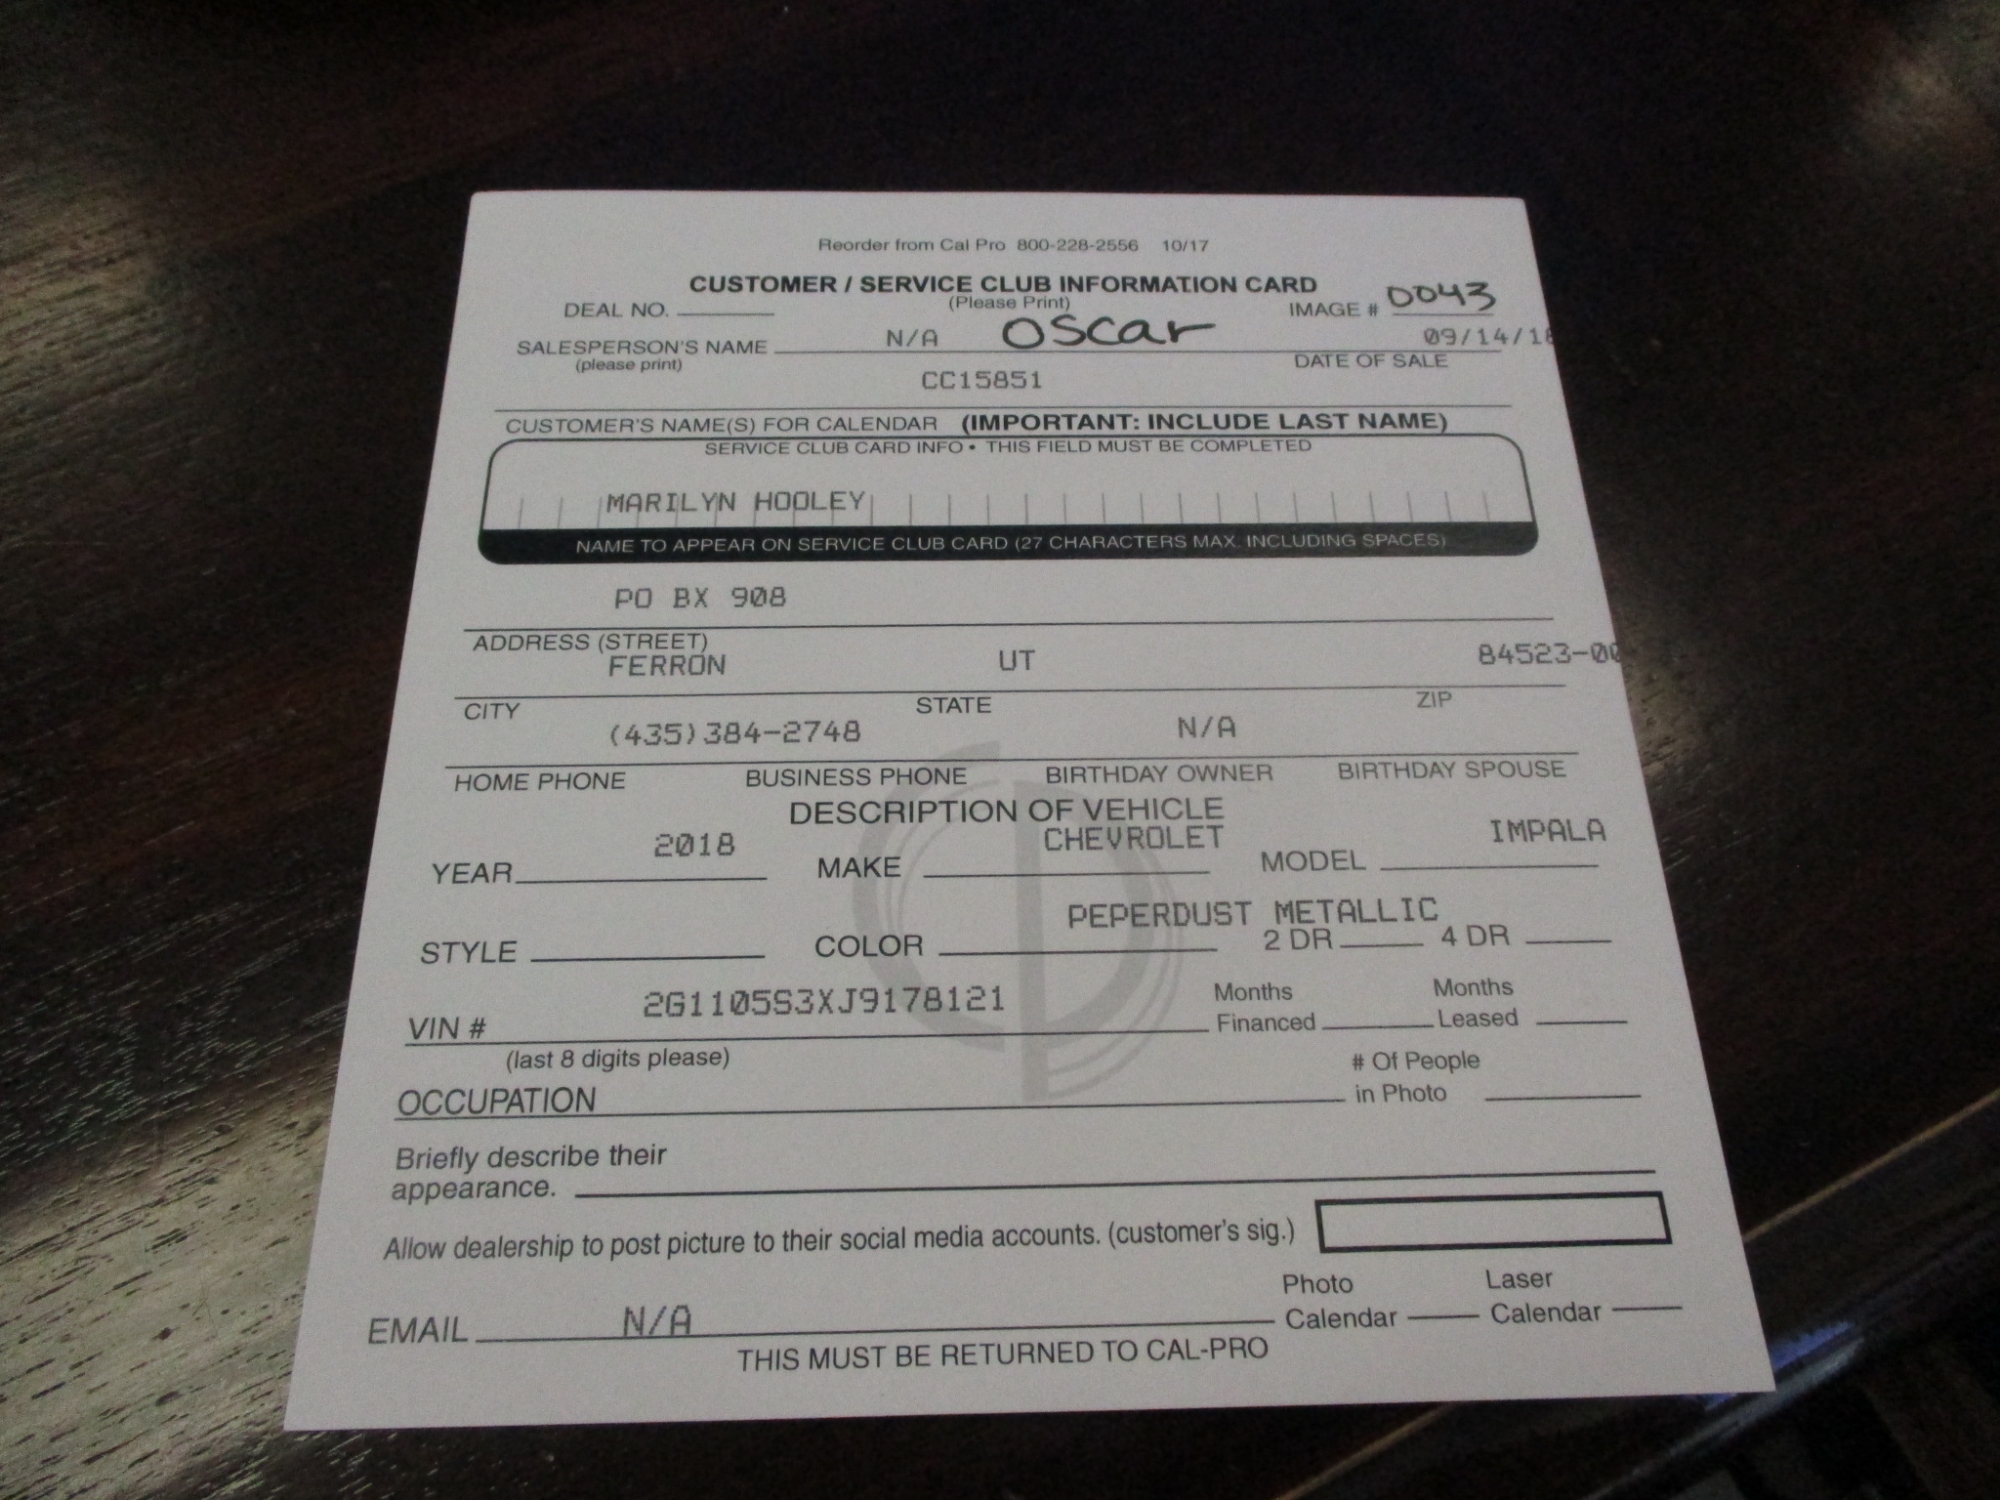 Reorder from Cal Pro 800-228-2556 10/17
CUSTOMER / SERVICE CLUB INFORMATION CARD
(Please Print)
DEAL NO. IMAGE # 0043
SALESPERSON'S NAME N/A Oscar 09/14/18
(please print) DATE OF SALE
CC15851
CUSTOMER'S NAME(S) FOR CALENDAR (IMPORTANT: INCLUDE LAST NAME)
SERVICE CLUB CARD INFO • THIS FIELD MUST BE COMPLETED
MARILYN HOOLEY
NAME TO APPEAR ON SERVICE CLUB CARD (27 CHARACTERS MAX. INCLUDING SPACES)
PO BX 908
ADDRESS (STREET)
FERRON UT 84523-00
CITY STATE ZIP
(435)384-2748 N/A
HOME PHONE BUSINESS PHONE BIRTHDAY OWNER BIRTHDAY SPOUSE
DESCRIPTION OF VEHICLE
2018 CHEVROLET IMPALA
YEAR MAKE MODEL
PEPERDUST METALLIC
STYLE COLOR 2 DR 4 DR
2G1105S3XJ9178121 Months Months
VIN # Financed Leased
(last 8 digits please) # Of People
OCCUPATION in Photo
Briefly describe their
appearance.
Allow dealership to post picture to their social media accounts. (customer's sig.)
Photo Laser
EMAIL N/A Calendar Calendar
THIS MUST BE RETURNED TO CAL-PRO